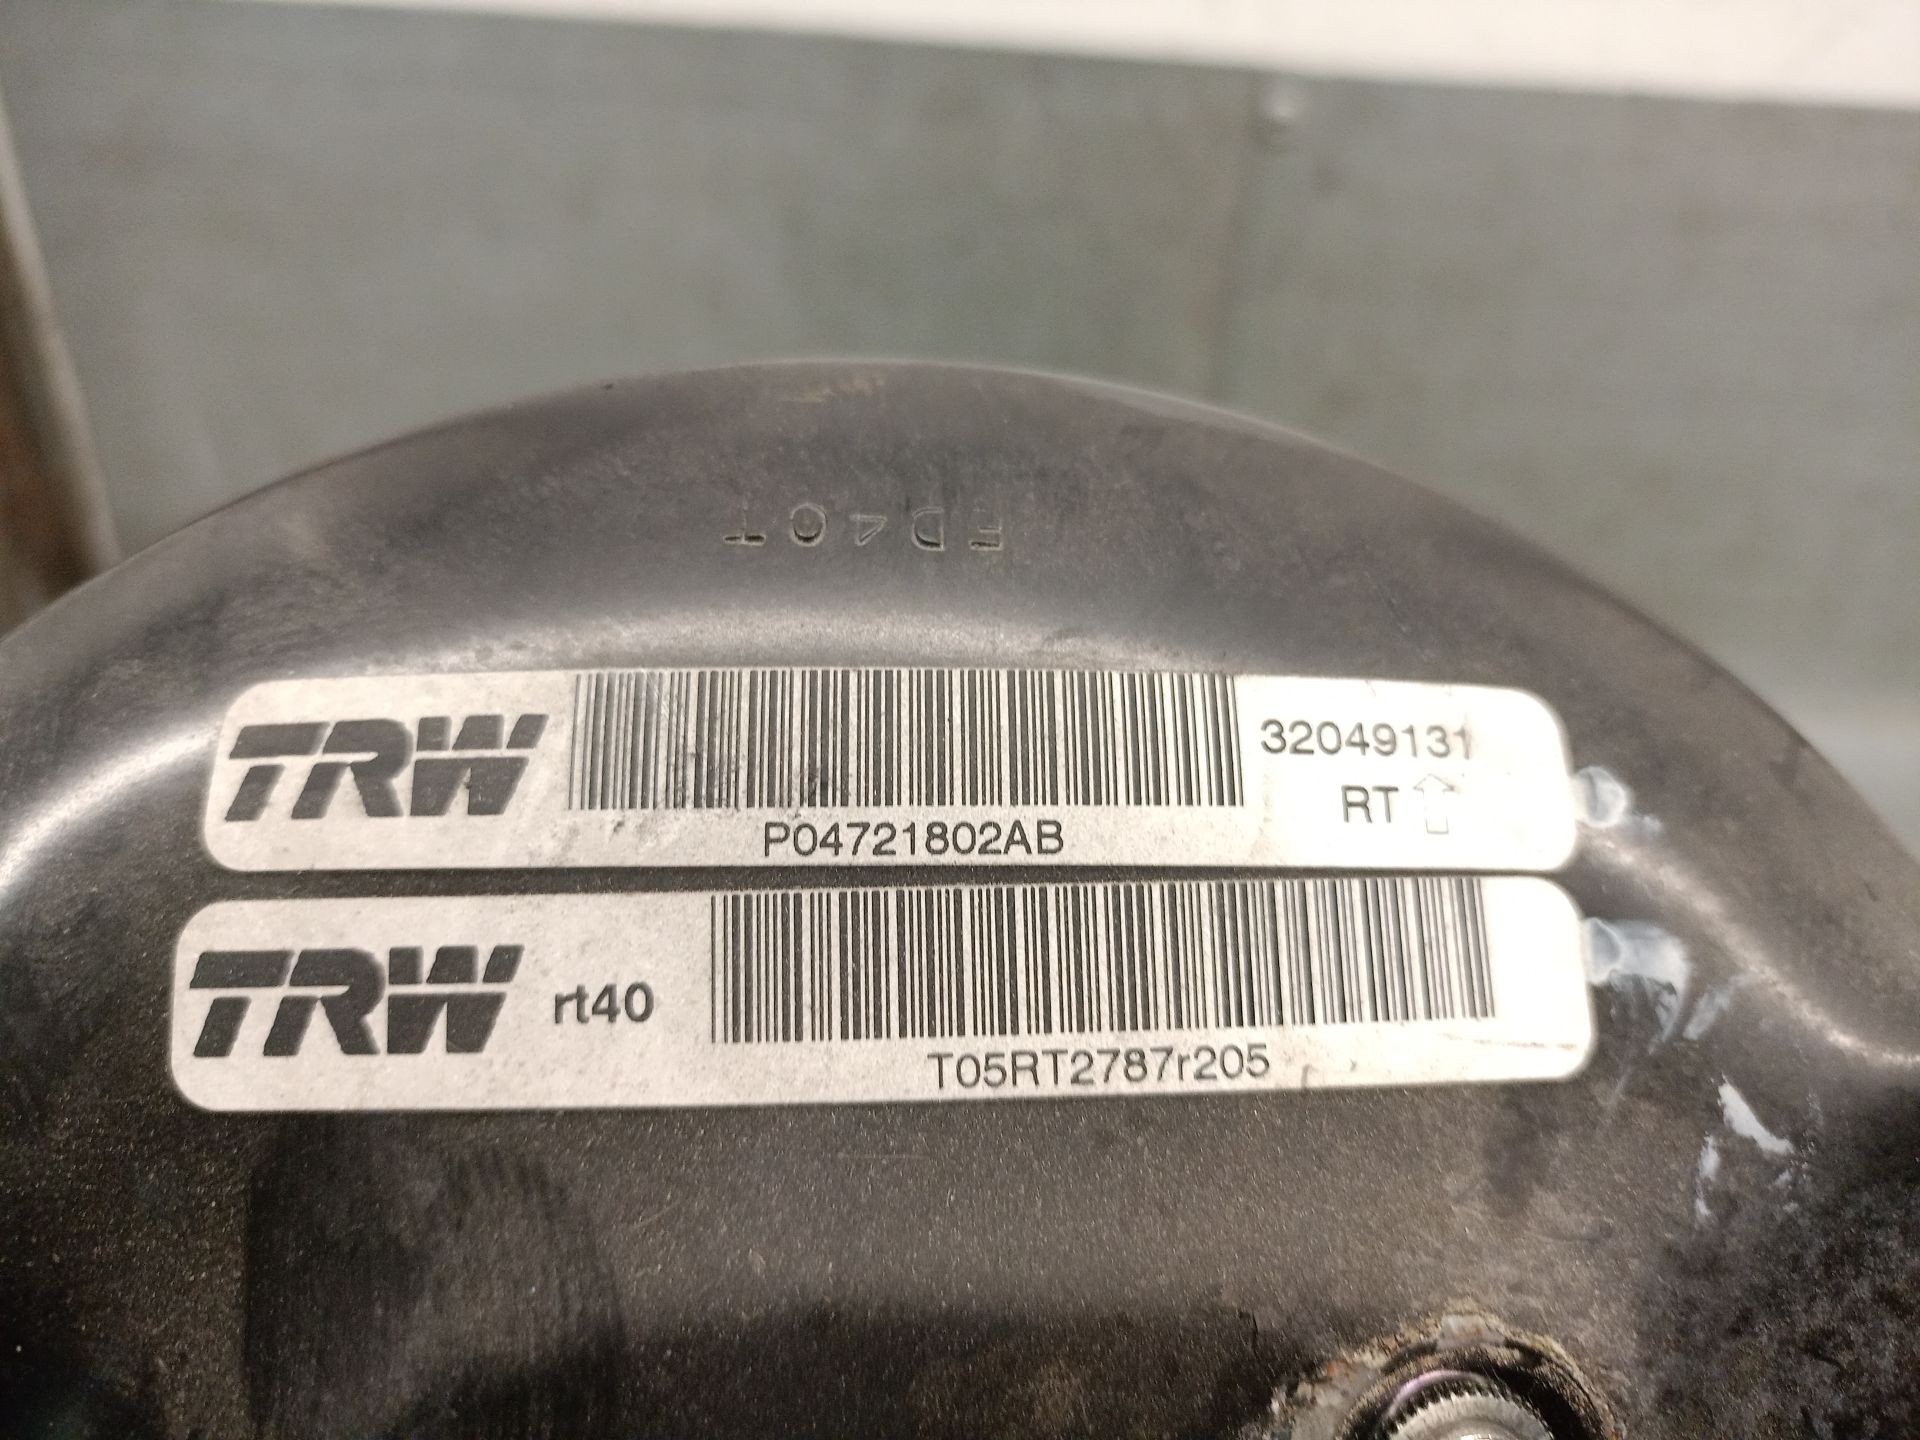 FD40T
TRW
32049131
RT
P04721802AB
TRW rt40
T05RT2787r205